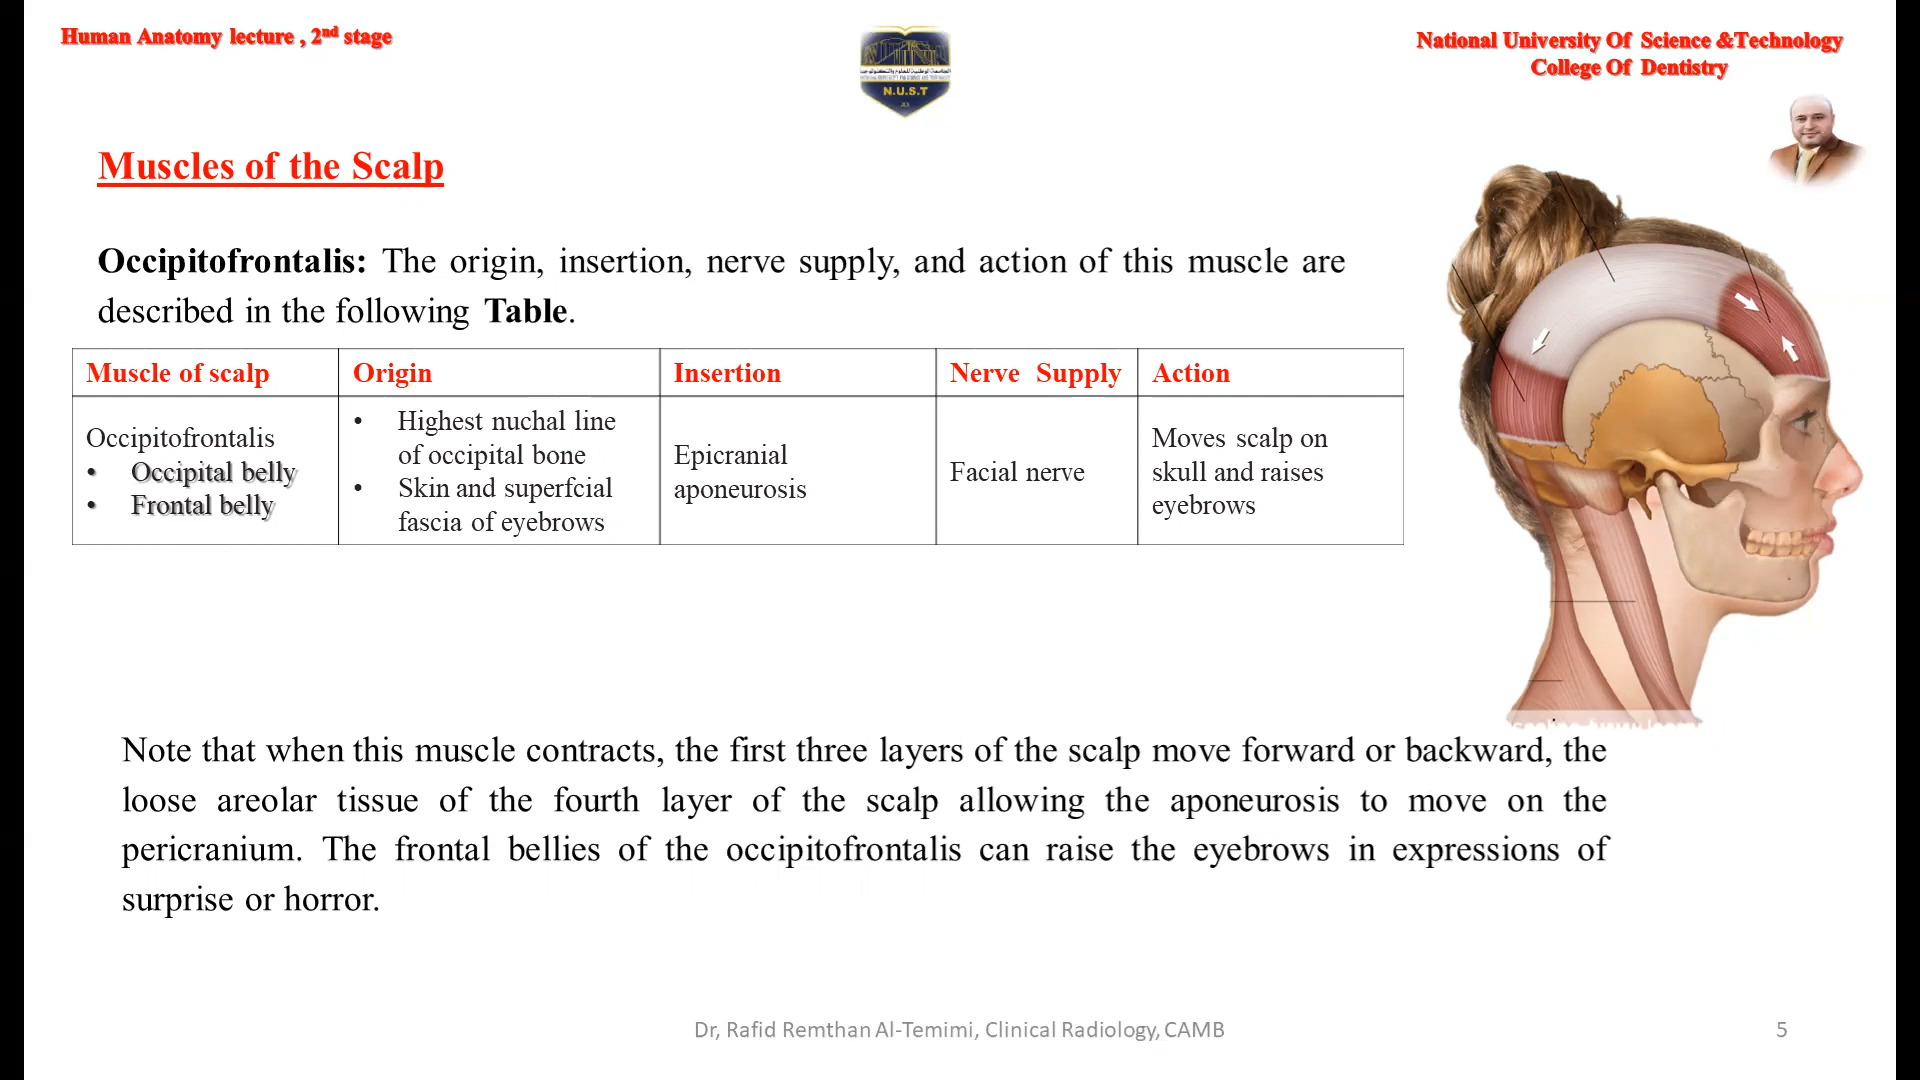 Human Anatomy lecture , 2nd stage
National University Of Science &Technology
College Of Dentistry
N.U.S.T
Muscles of the Scalp
Occipitofrontalis: The origin, insertion, nerve supply, and action of this muscle are
described in the following Table.
Muscle of scalp Origin Insertion Nerve Supply Action
Occipitofrontalis
• Occipital belly
• Frontal belly
• Highest nuchal line
of occipital bone
• Skin and superfcial
fascia of eyebrows
Epicranial
aponeurosis
Facial nerve
Moves scalp on
skull and raises
eyebrows
Note that when this muscle contracts, the first three layers of the scalp move forward or backward, the
loose areolar tissue of the fourth layer of the scalp allowing the aponeurosis to move on the
pericranium. The frontal bellies of the occipitofrontalis can raise the eyebrows in expressions of
surprise or horror.
Dr, Rafid Remthan Al-Temimi, Clinical Radiology, CAMB
5